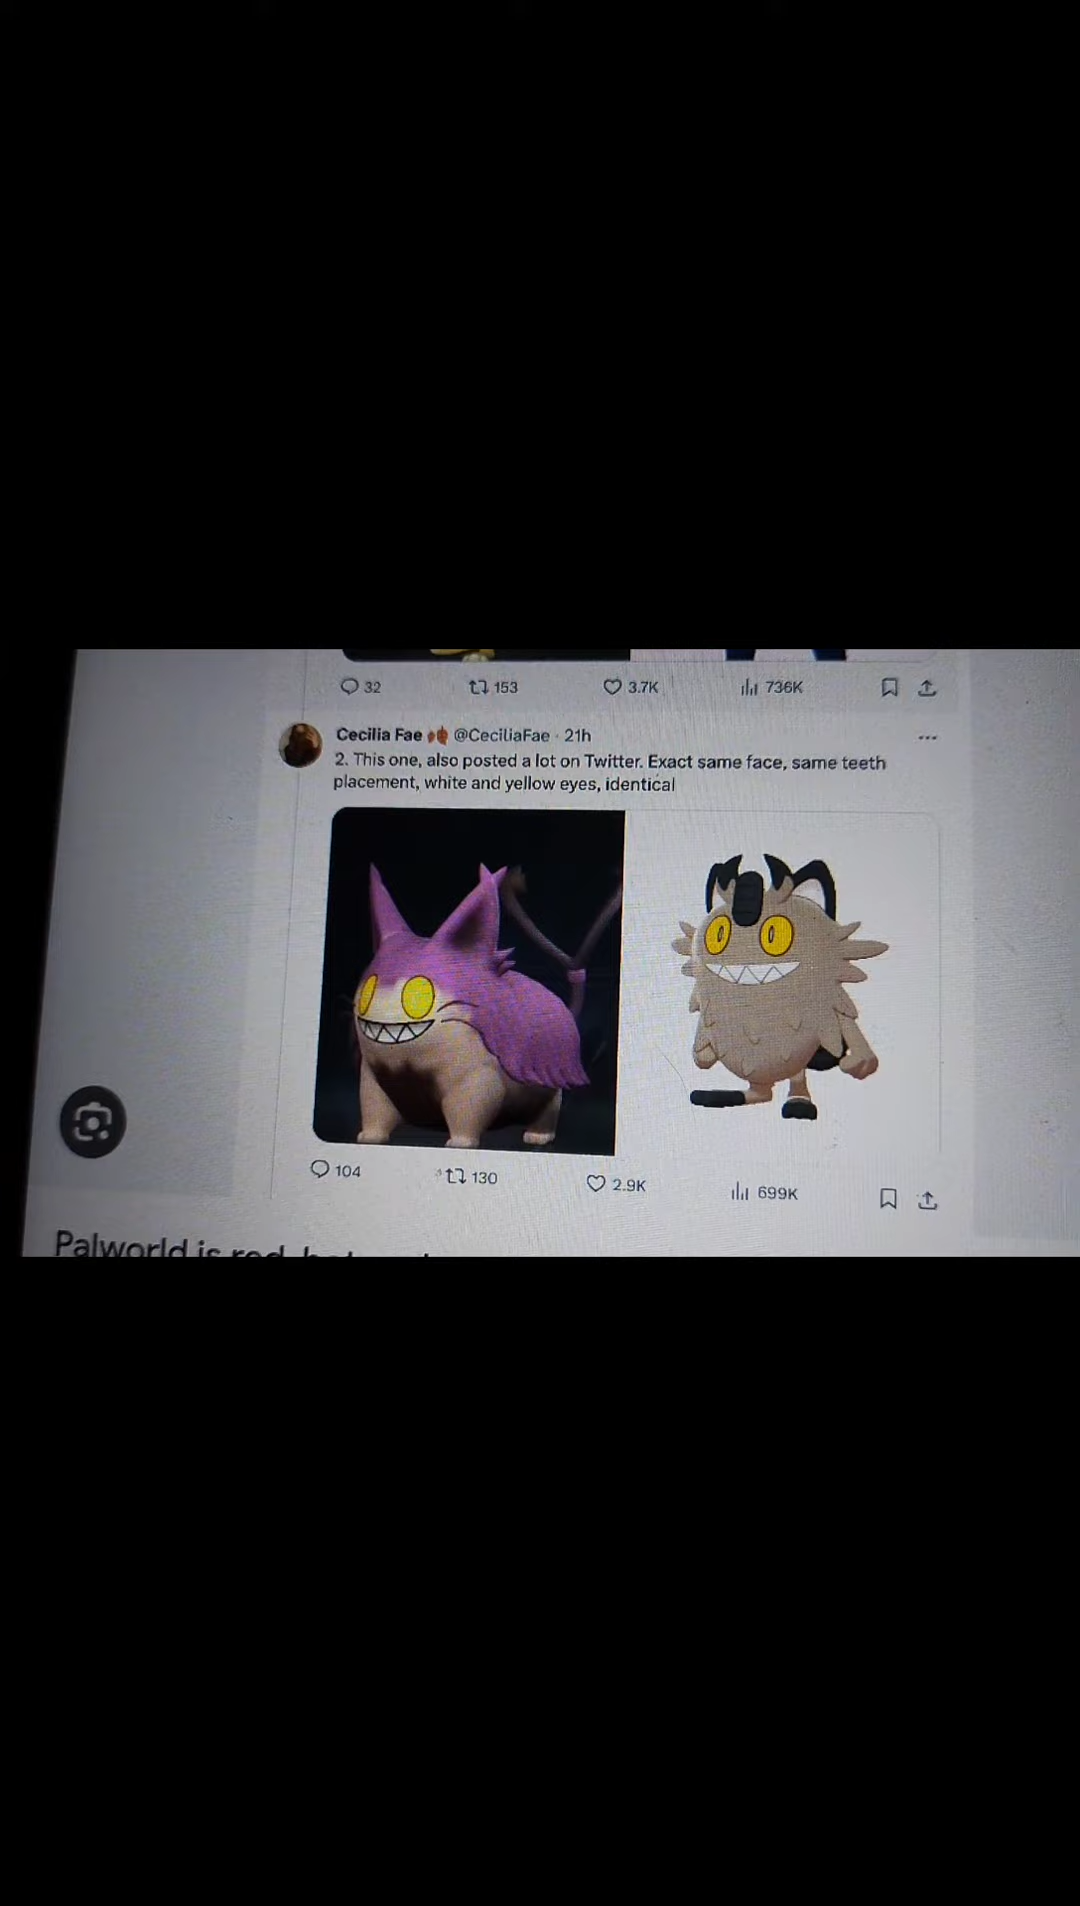 32 153 3.7K 736K
Cecilia Fae @CeciliaFae · 21h
2. This one, also posted a lot on Twitter. Exact same face, same teeth
placement, white and yellow eyes, identical
104 130 2.9K 699K
Palworld is